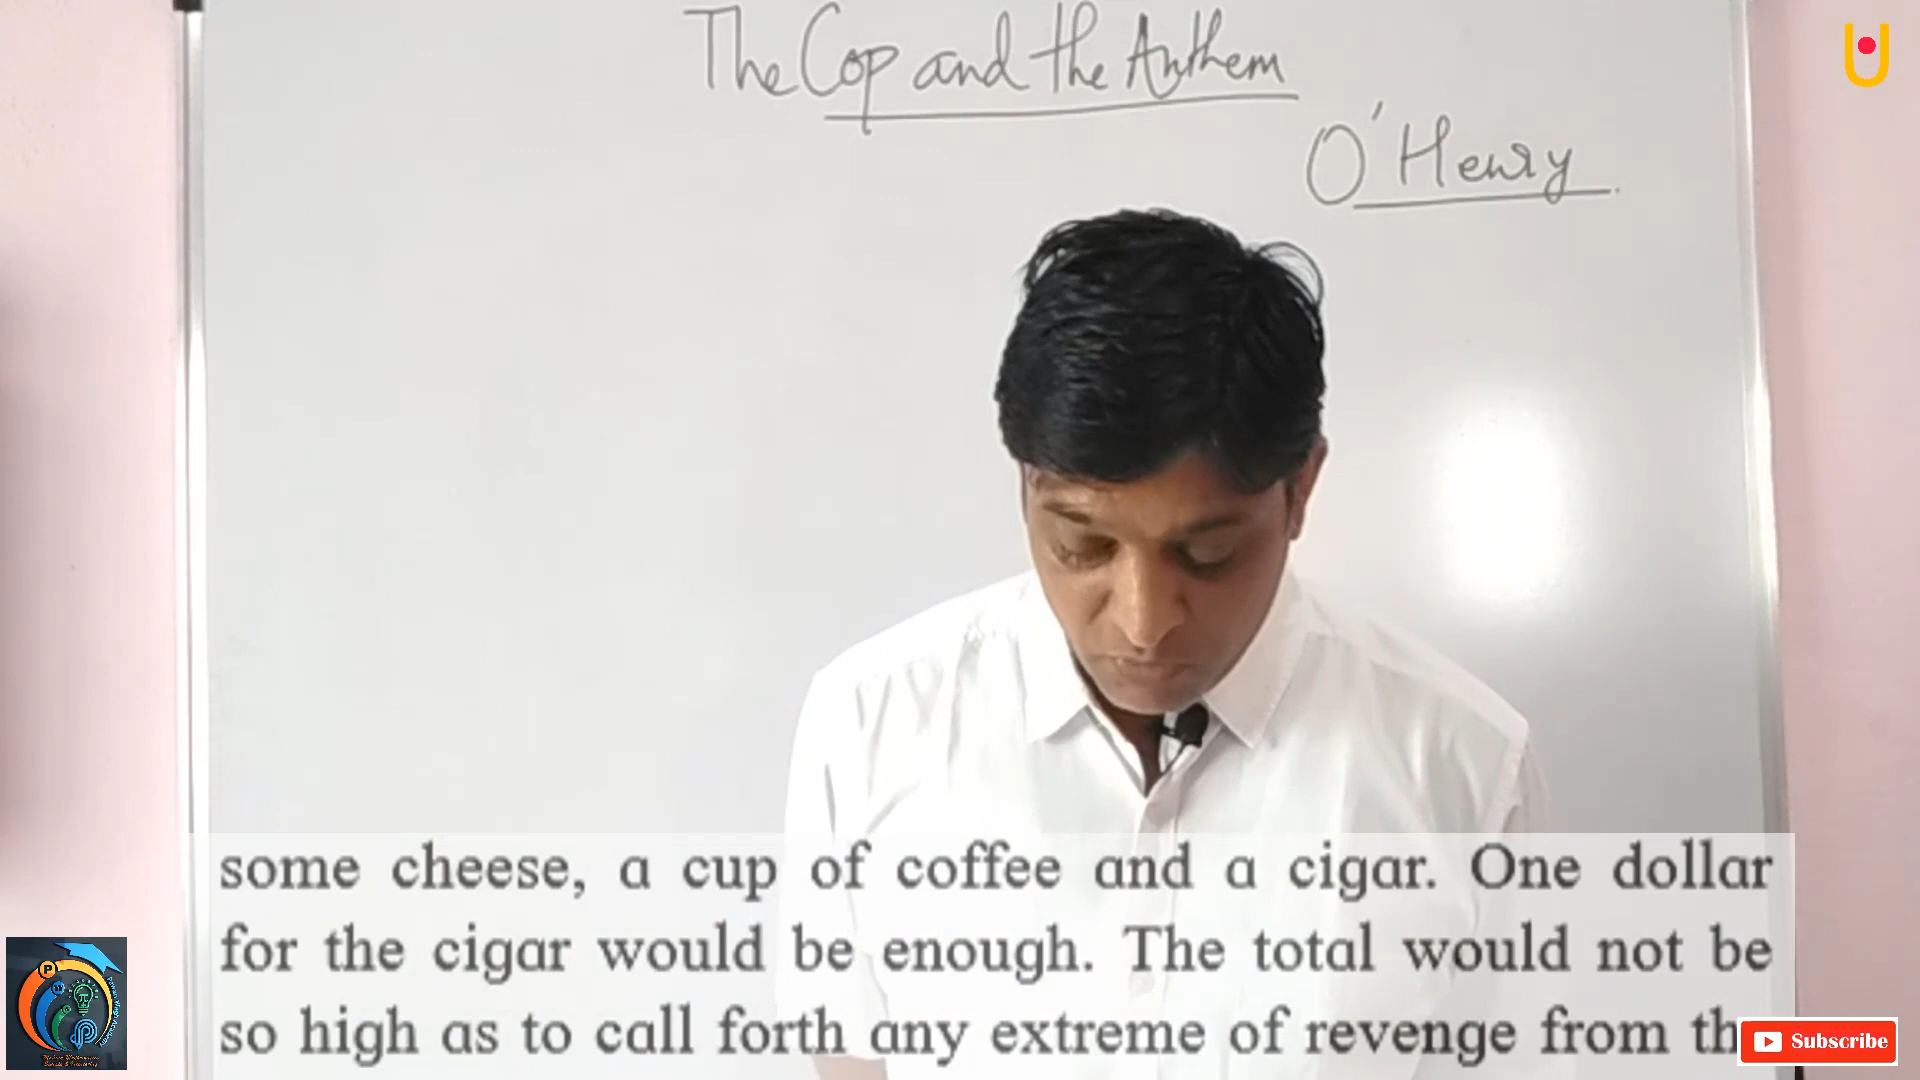 The Cop and the Anthem
O'Henry
some cheese, a cup of coffee and a cigar. One dollar
for the cigar would be enough. The total would not be
so high as to call forth any extreme of revenge from th
Subscribe